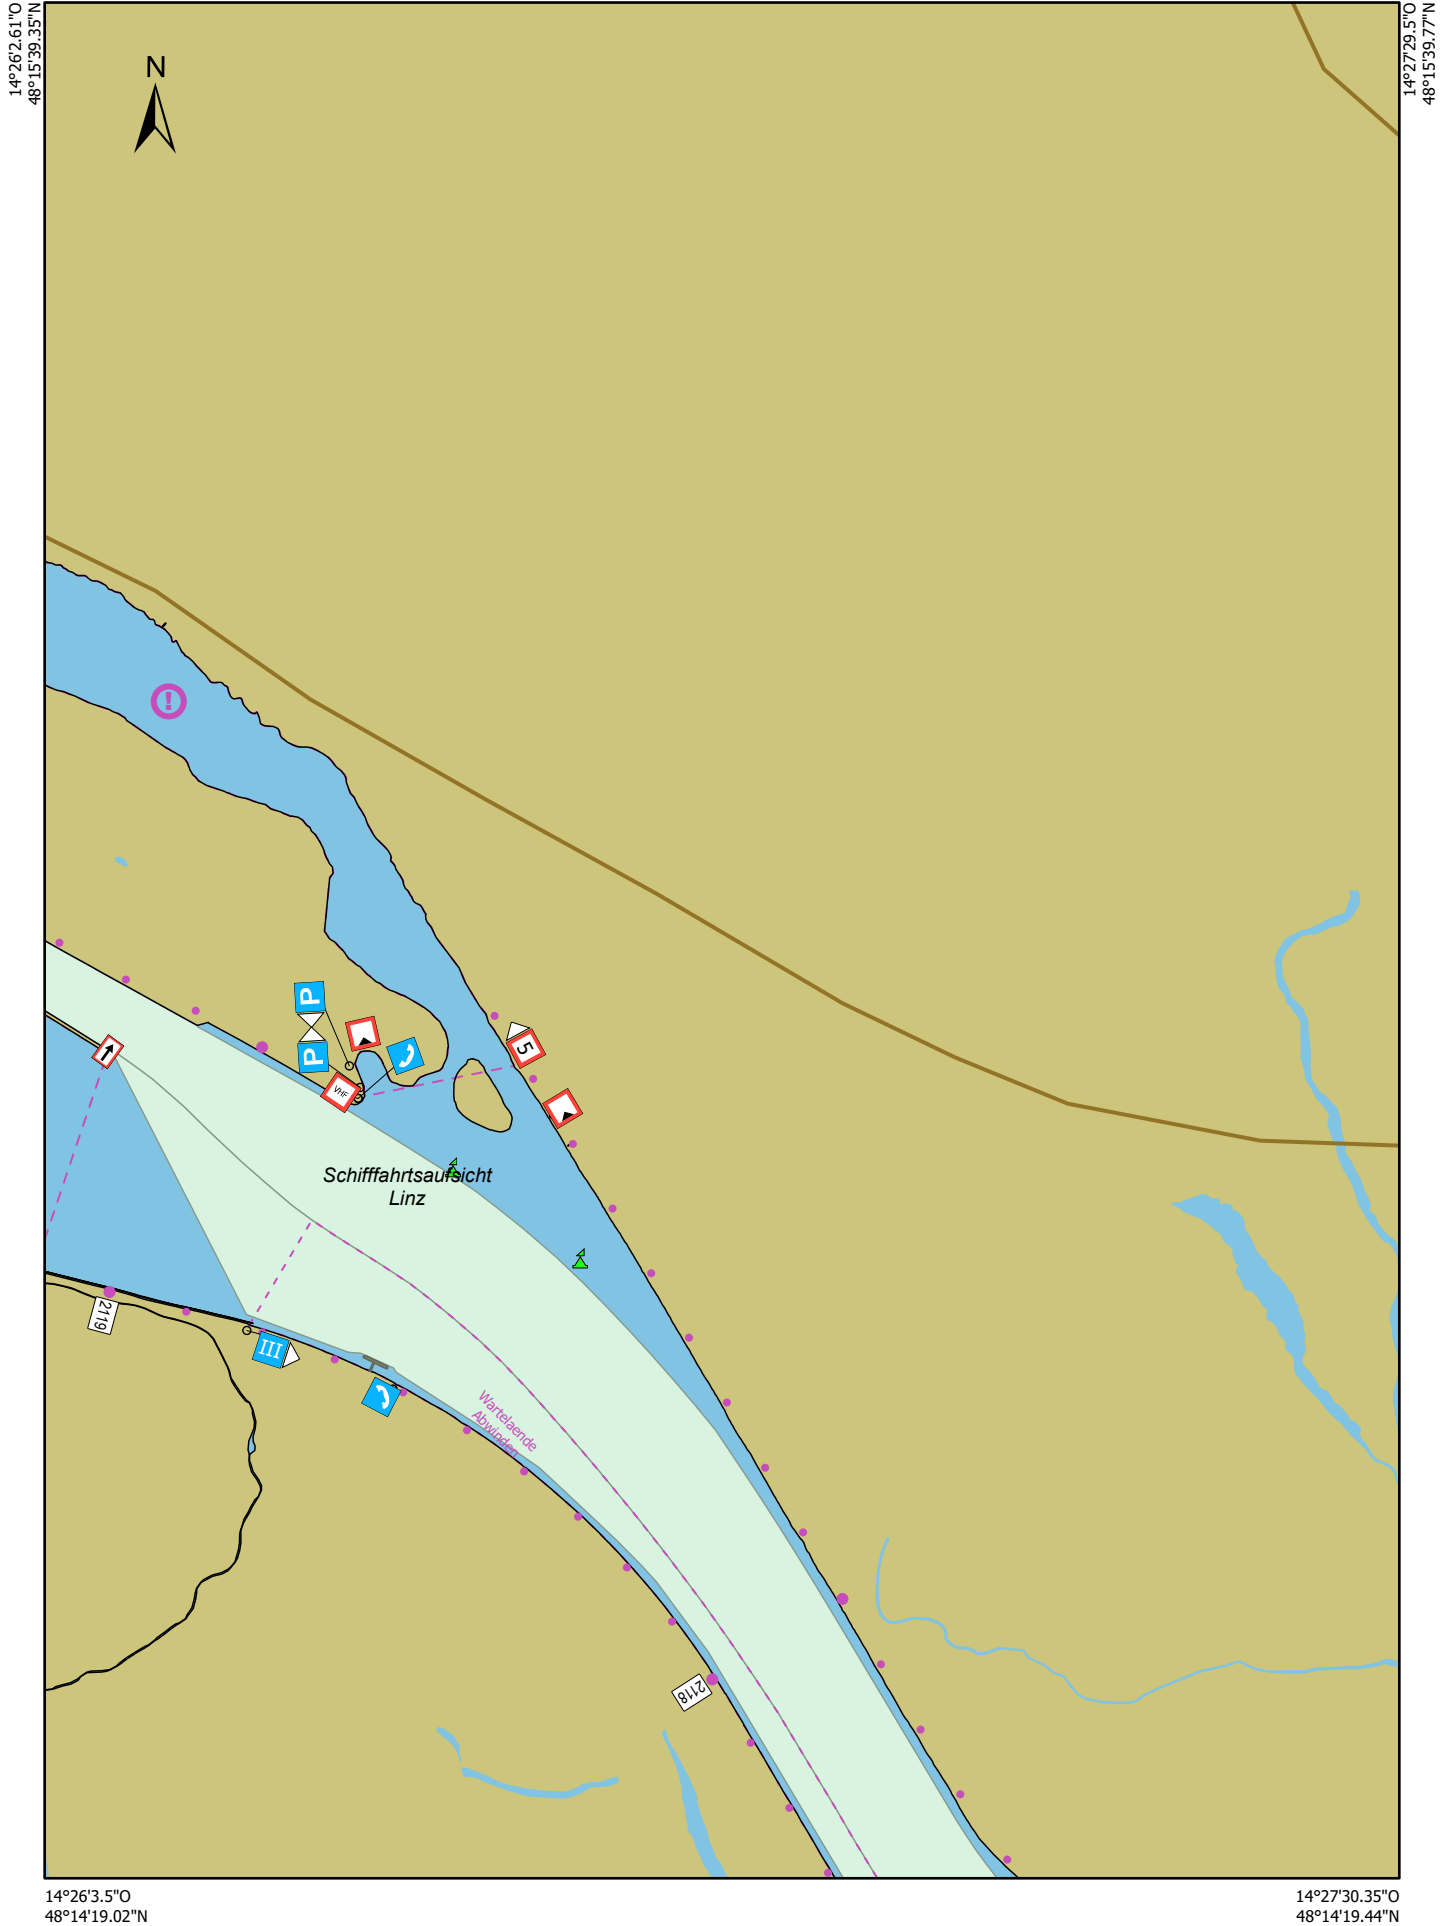 14°26'2.61"O
48°15'39.35"N
14°27'29.5"O
48°15'39.77"N
N
P
P
5
VHF
Schifffahrtsaufsicht
Linz
2119
III
Wartelaende
Abwinden
2118
14°26'3.5"O
48°14'19.02"N
14°27'30.35"O
48°14'19.44"N